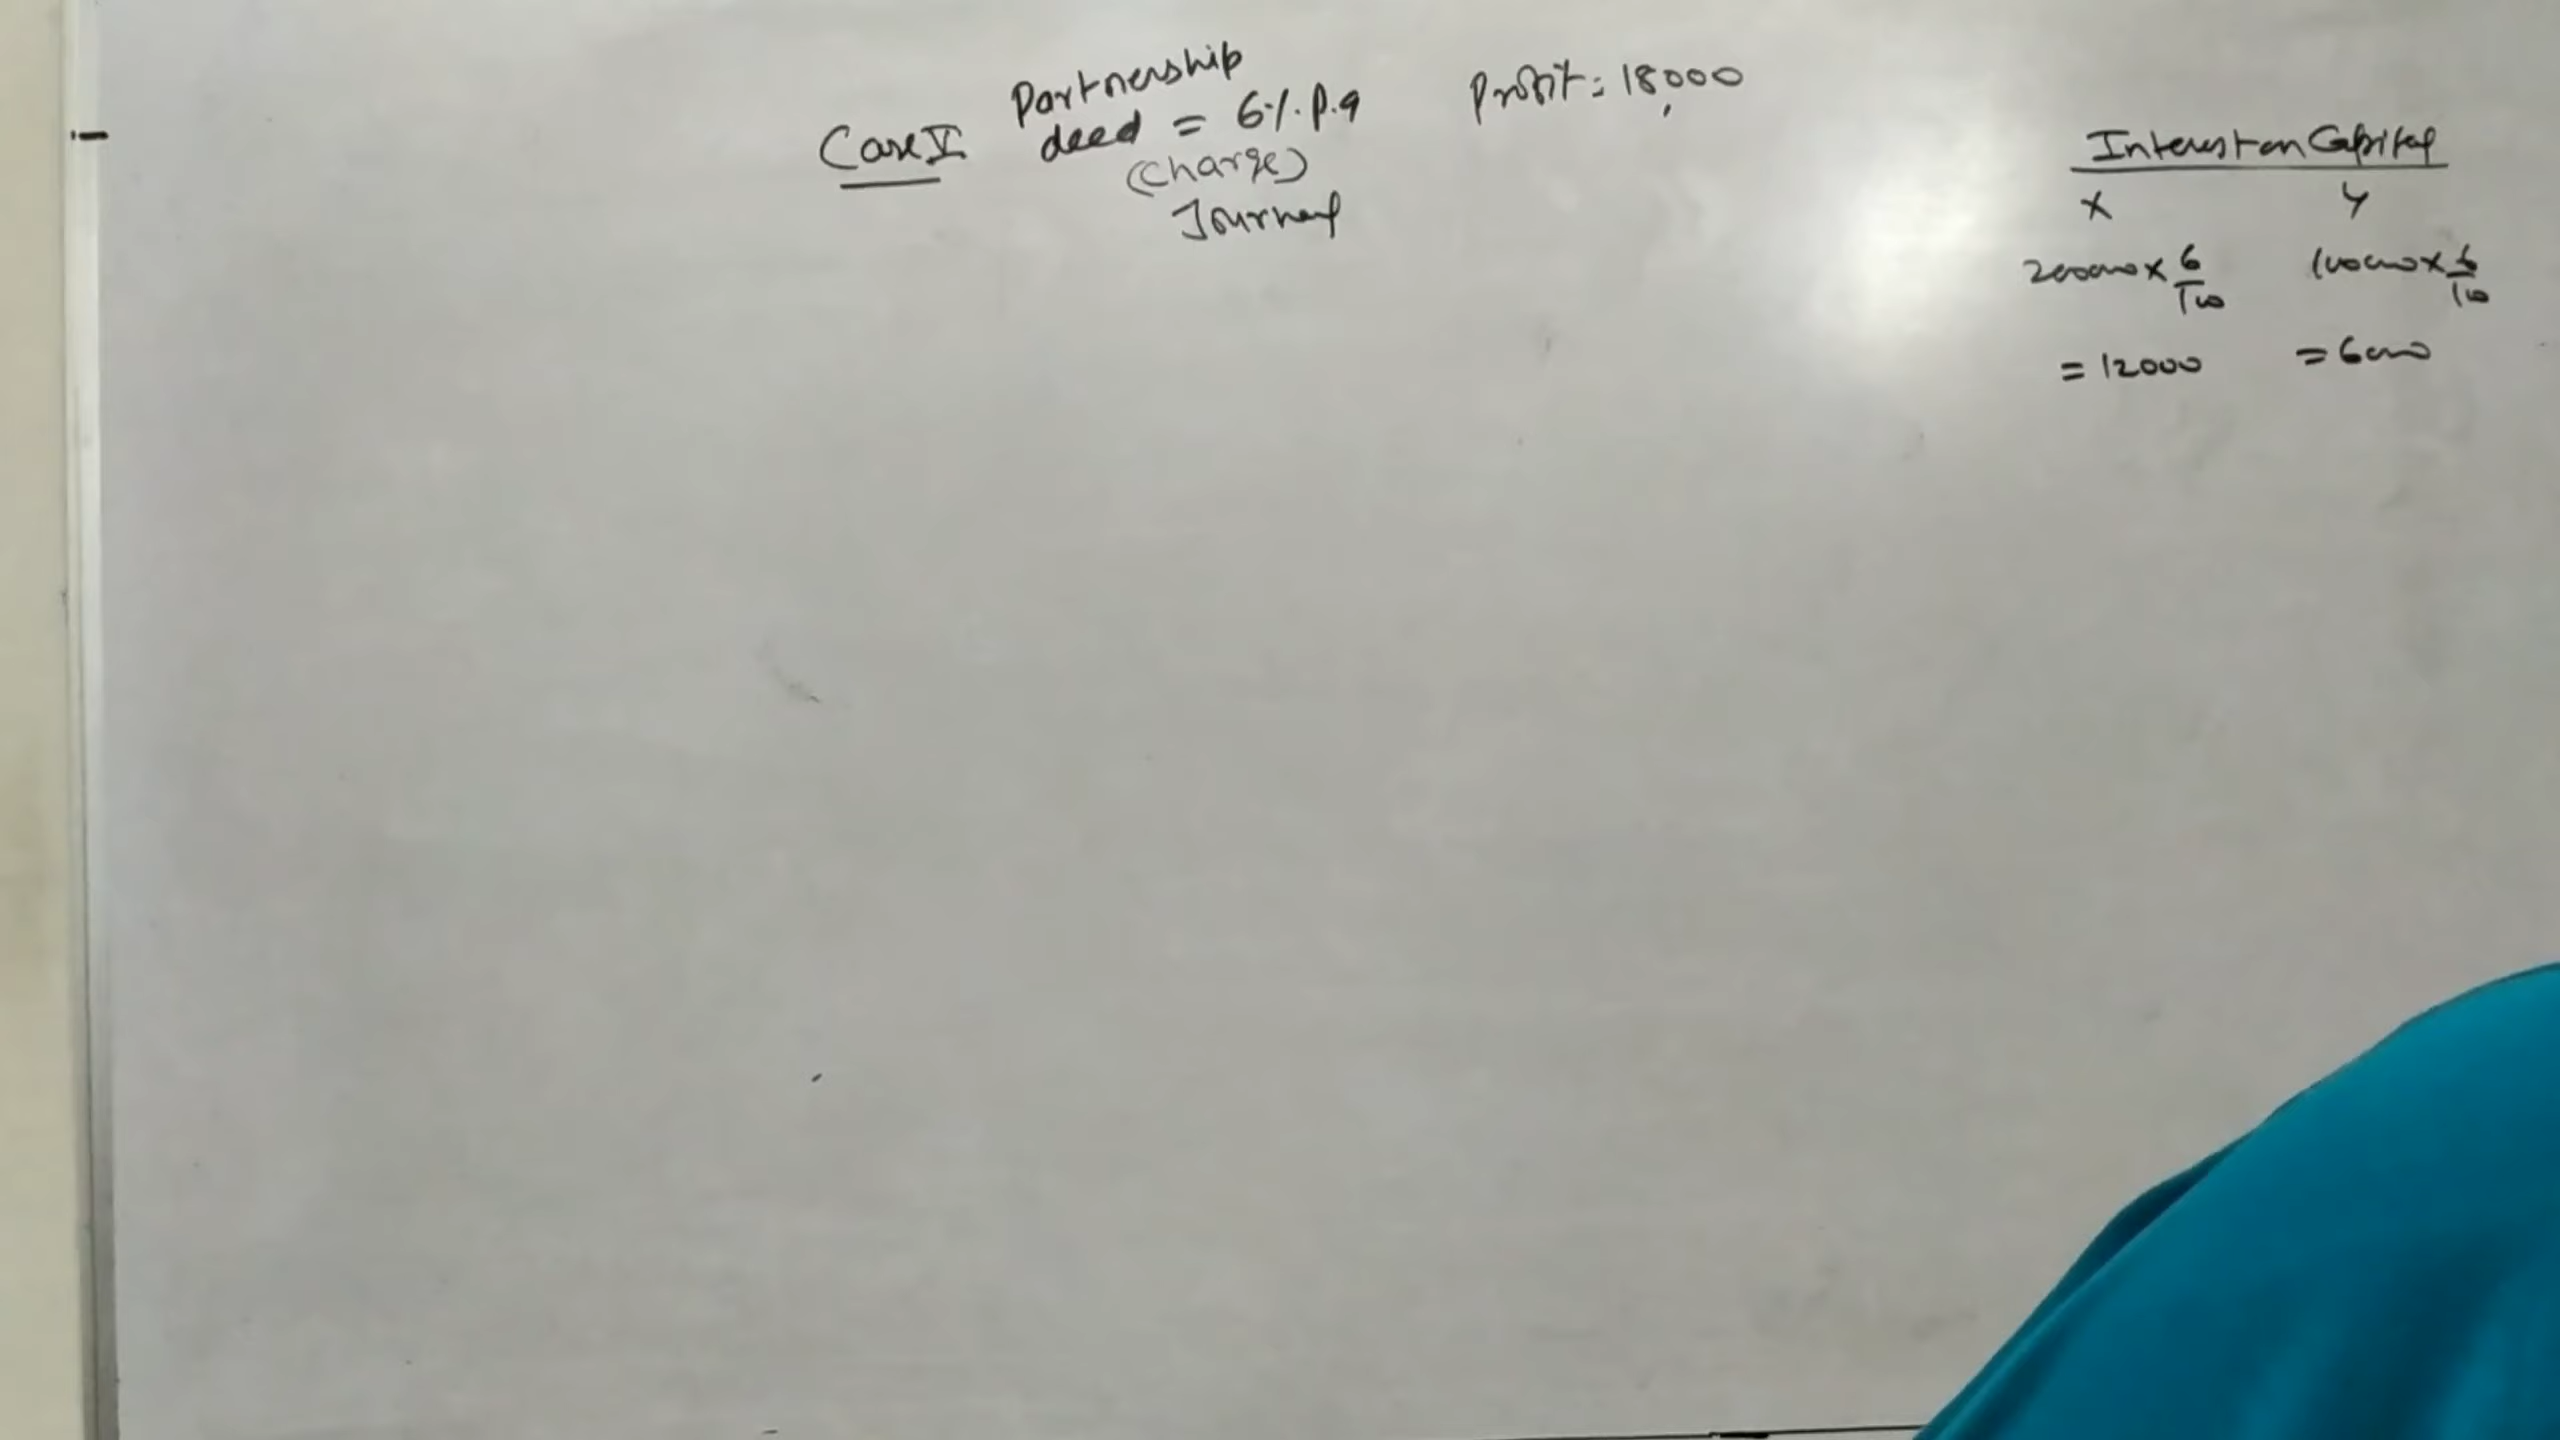 Partnership
Case V deed = 6%. p.a
(Charge)
Journal
Profit = 18,000
Interest on Capital
X Y
200000 x 6/100 100000 x 6/100
= 12000 = 6000